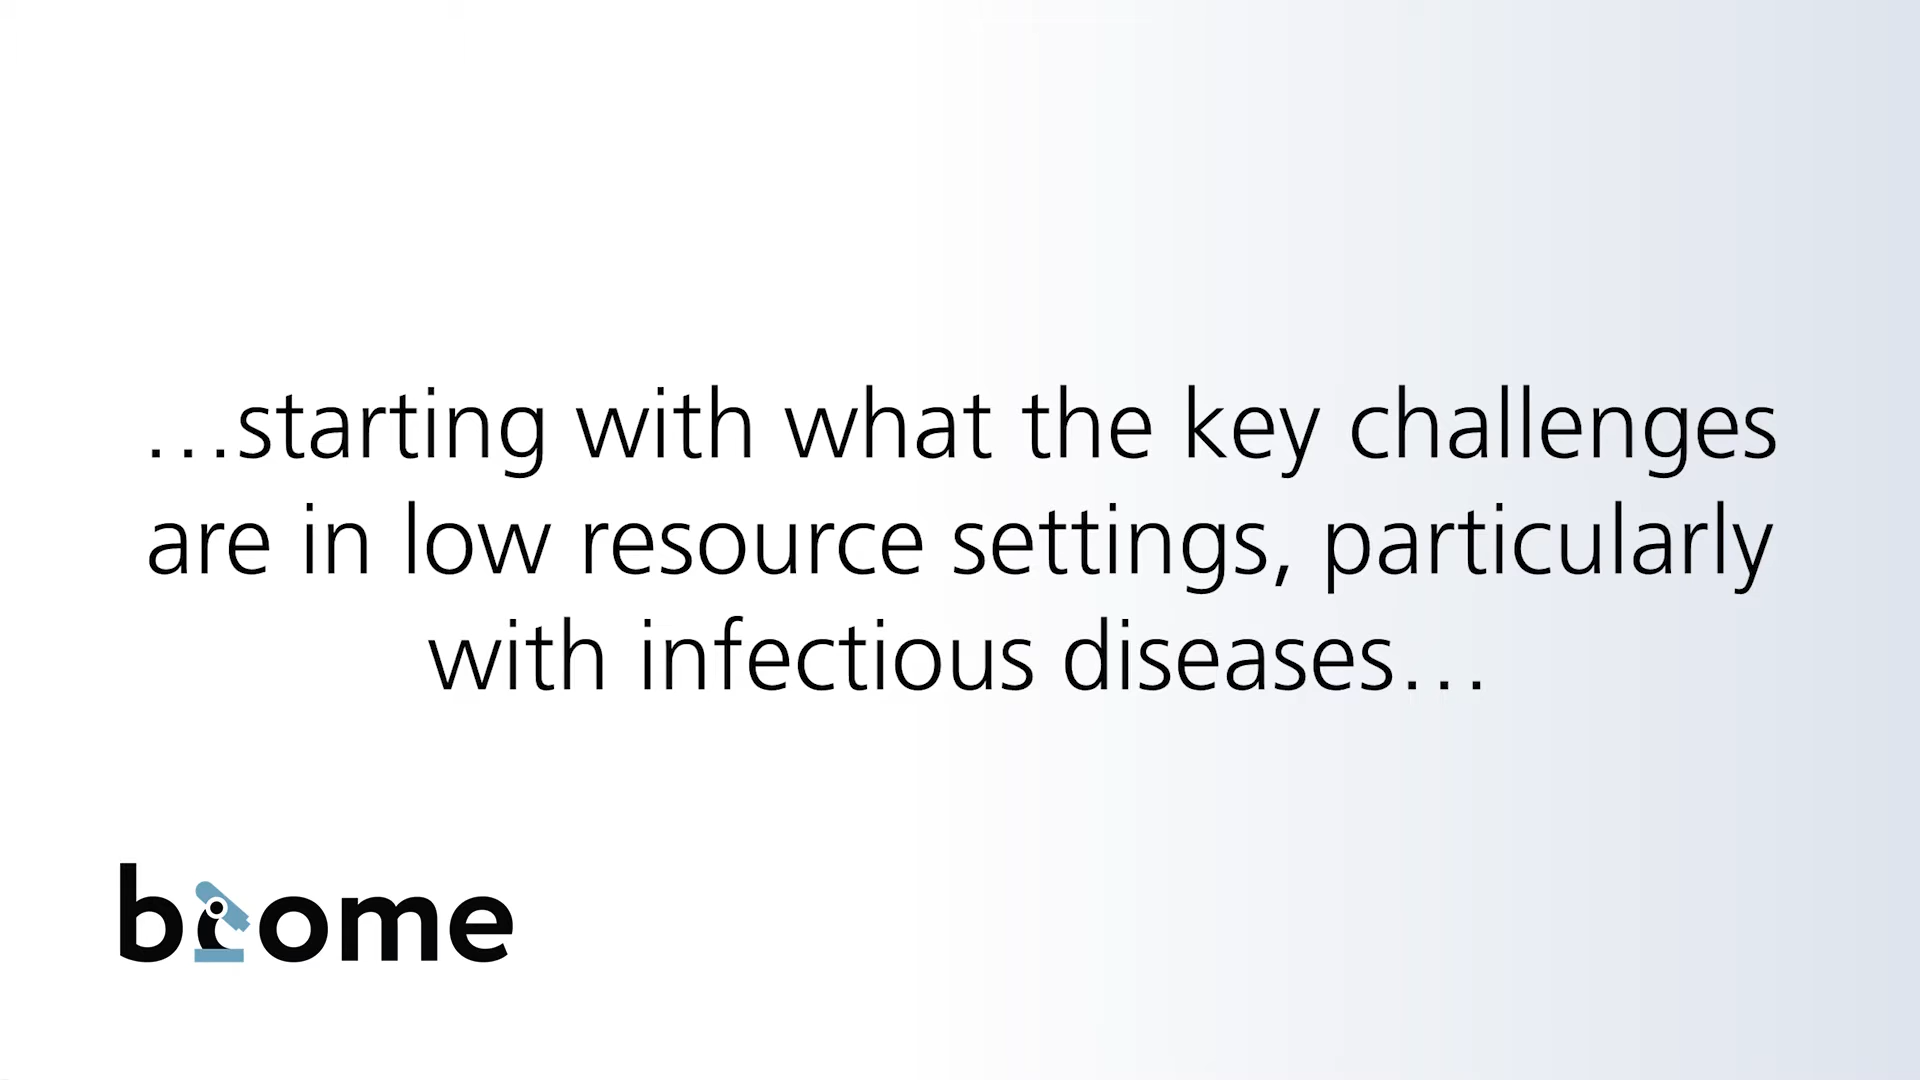 …starting with what the key challenges
are in low resource settings, particularly
with infectious diseases…
biome